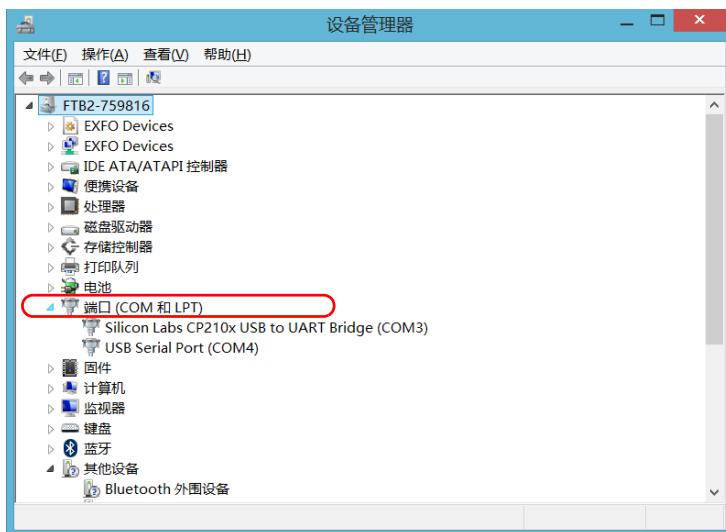 设备管理器
文件(F) 操作(A) 查看(V) 帮助(H)
FTB2-759816
EXFO Devices
EXFO Devices
IDE ATA/ATAPI 控制器
便携设备
处理器
磁盘驱动器
存储控制器
打印队列
电池
端口 (COM 和 LPT)
Silicon Labs CP210x USB to UART Bridge (COM3)
USB Serial Port (COM4)
固件
计算机
监视器
键盘
蓝牙
其他设备
Bluetooth 外围设备